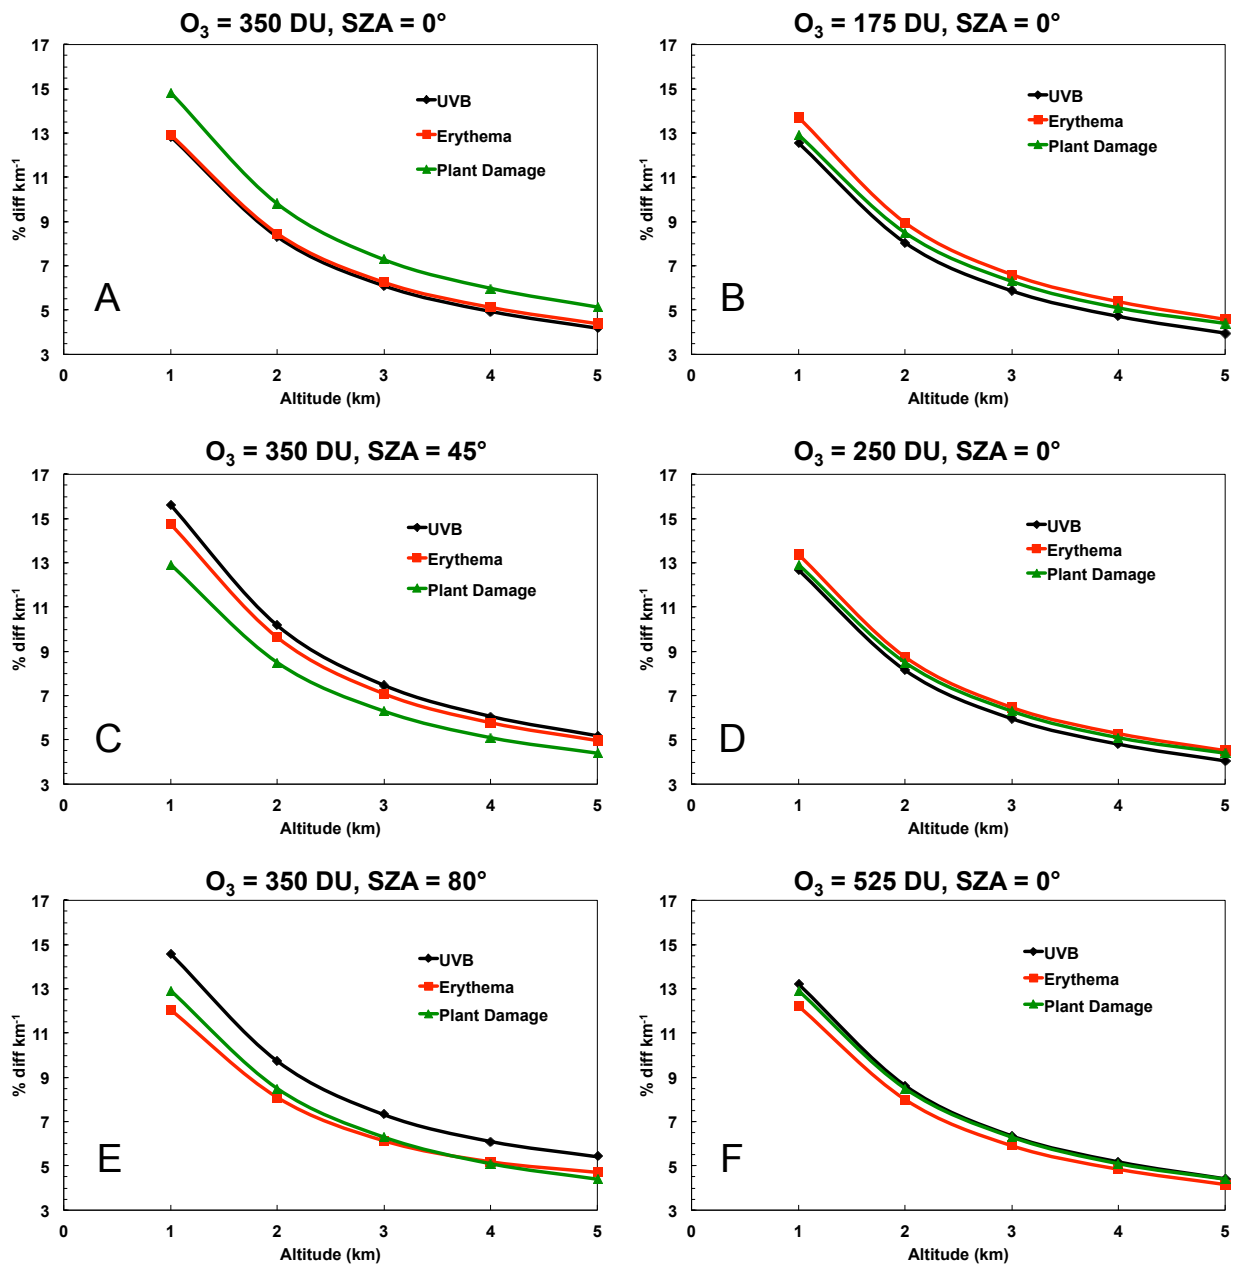 O₃ = 350 DU, SZA = 0°
17
15
13
11
9
7
5
3
% diff km⁻¹
UVB
Erythema
Plant Damage
A
0 1 2 3 4 5
Altitude (km)
O₃ = 175 DU, SZA = 0°
17
15
13
11
9
7
5
3
% diff km⁻¹
UVB
Erythema
Plant Damage
B
0 1 2 3 4 5
Altitude (km)
O₃ = 350 DU, SZA = 45°
17
15
13
11
9
7
5
3
% diff km⁻¹
UVB
Erythema
Plant Damage
C
0 1 2 3 4 5
Altitude (km)
O₃ = 250 DU, SZA = 0°
17
15
13
11
9
7
5
3
% diff km⁻¹
UVB
Erythema
Plant Damage
D
0 1 2 3 4 5
Altitude (km)
O₃ = 350 DU, SZA = 80°
17
15
13
11
9
7
5
3
% diff km⁻¹
UVB
Erythema
Plant Damage
E
0 1 2 3 4 5
Altitude (km)
O₃ = 525 DU, SZA = 0°
17
15
13
11
9
7
5
3
% diff km⁻¹
UVB
Erythema
Plant Damage
F
0 1 2 3 4 5
Altitude (km)